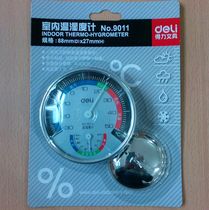 室内温湿度计 No.9011
INDOOR THERMO-HYGROMETER
规格：68mm(D)x27mm(H)
deli
得力文具
°C
deli
%